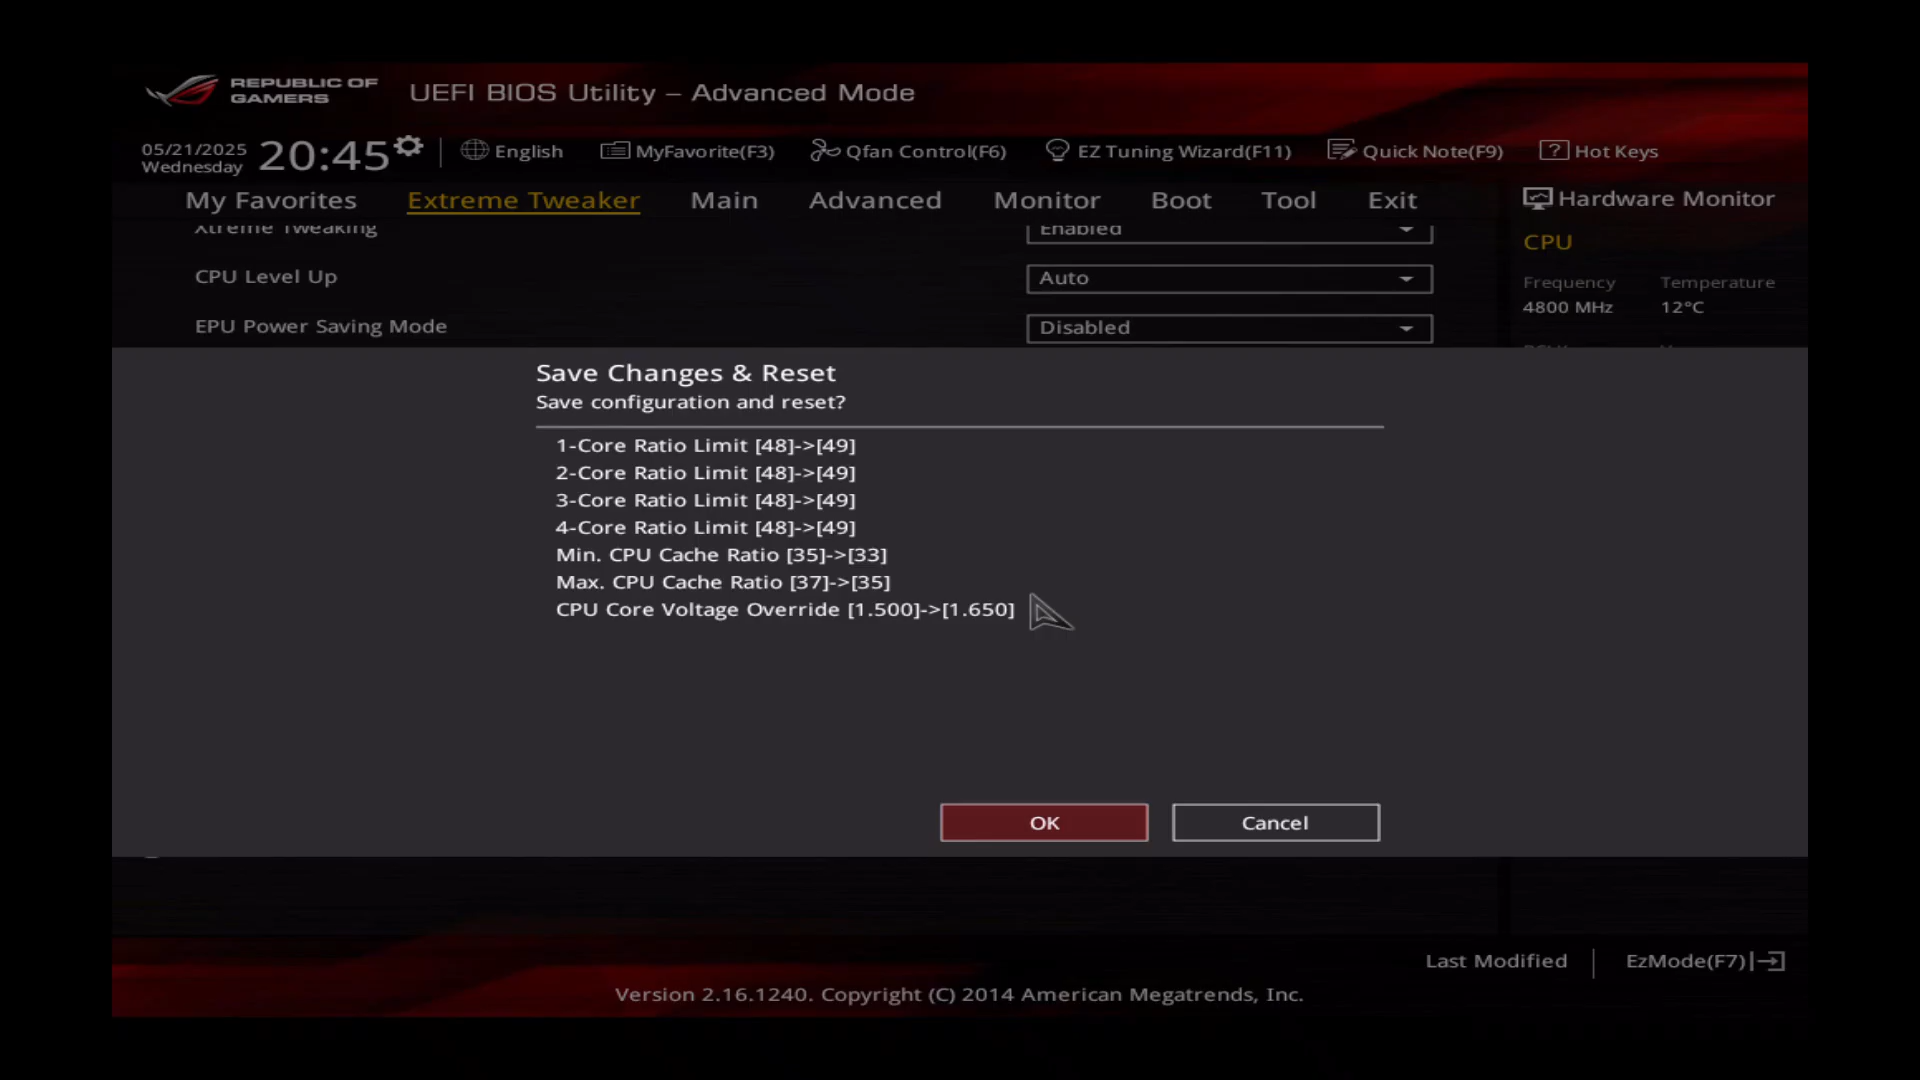 REPUBLIC OF
GAMERS
UEFI BIOS Utility – Advanced Mode
05/21/2025
Wednesday
20:45
English
MyFavorite(F3)
Qfan Control(F6)
EZ Tuning Wizard(F11)
Quick Note(F9)
? Hot Keys
My Favorites
Extreme Tweaker
Main
Advanced
Monitor
Boot
Tool
Exit
Hardware Monitor
Xtreme Tweaking
Enabled
CPU
CPU Level Up
Auto
Frequency
Temperature
4800 MHz
12°C
EPU Power Saving Mode
Disabled
Save Changes & Reset
Save configuration and reset?
1-Core Ratio Limit [48]->[49]
2-Core Ratio Limit [48]->[49]
3-Core Ratio Limit [48]->[49]
4-Core Ratio Limit [48]->[49]
Min. CPU Cache Ratio [35]->[33]
Max. CPU Cache Ratio [37]->[35]
CPU Core Voltage Override [1.500]->[1.650]
OK
Cancel
Last Modified
EzMode(F7)
Version 2.16.1240. Copyright (C) 2014 American Megatrends, Inc.